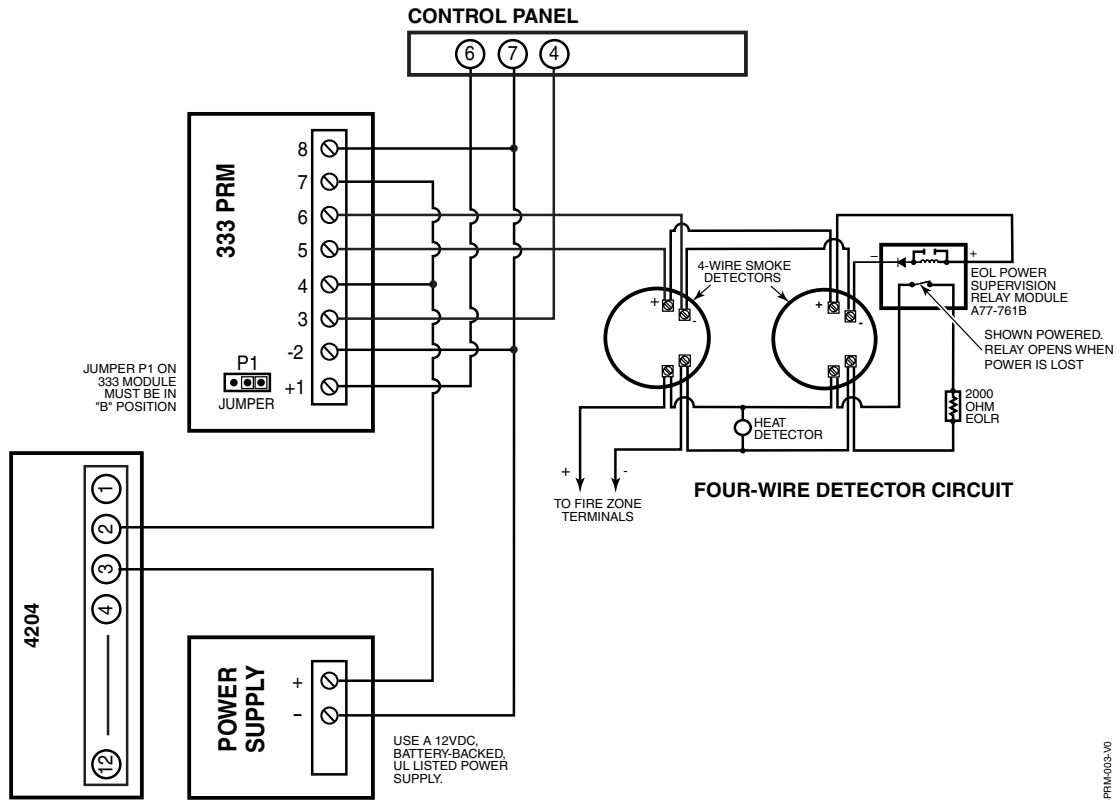 CONTROL PANEL
6 7 4
333 PRM
8
7
6
5
4
3
-2
+1
P1
JUMPER
JUMPER P1 ON
333 MODULE
MUST BE IN
"B" POSITION
4-WIRE SMOKE
DETECTORS
+
-
+
-
–
+
EOL POWER
SUPERVISION
RELAY MODULE
A77-761B
SHOWN POWERED.
RELAY OPENS WHEN
POWER IS LOST
2000
OHM
EOLR
HEAT
DETECTOR
+
-
TO FIRE ZONE
TERMINALS
FOUR-WIRE DETECTOR CIRCUIT
4204
1
2
3
4
12
POWER
SUPPLY
+
–
USE A 12VDC,
BATTERY-BACKED,
UL LISTED POWER
SUPPLY.
PRM-003-V0